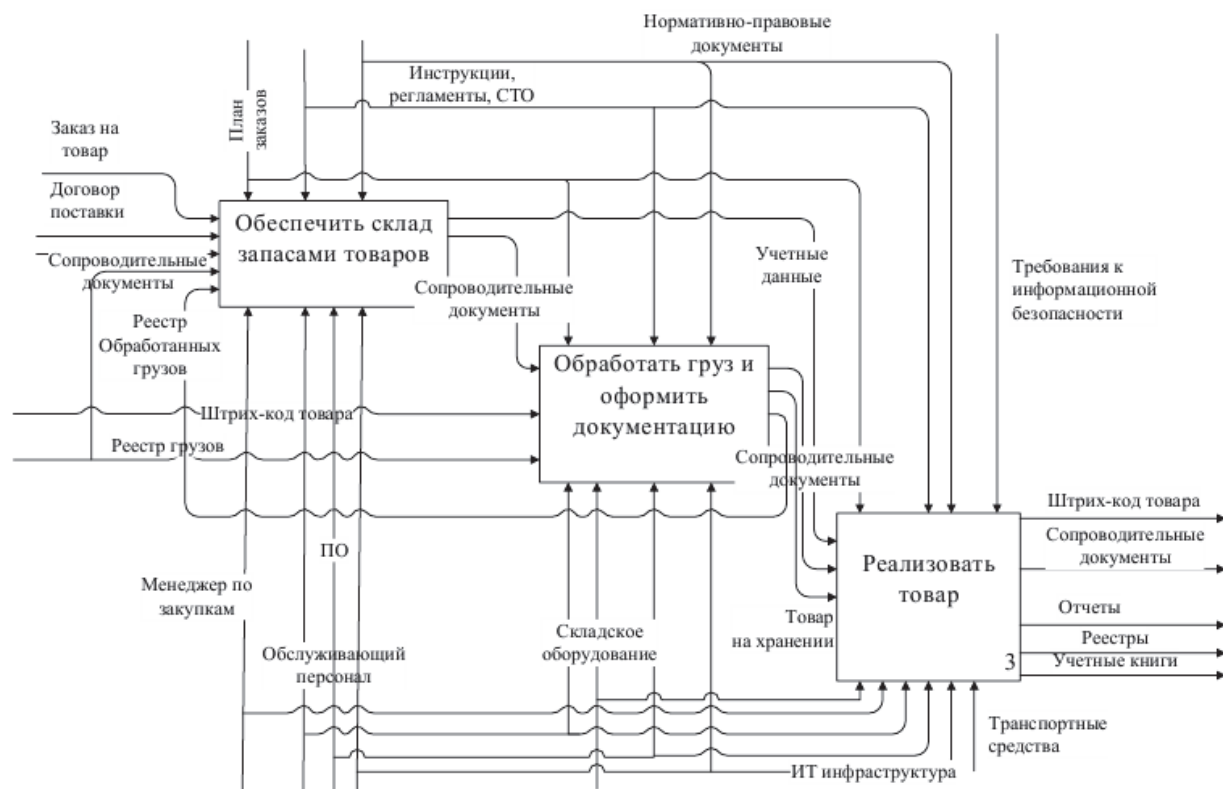 Нормативно-правовые
документы
Инструкции,
регламенты, СТО
План
заказов
Заказ на
товар
Договор
поставки
Сопроводительные
документы
Обеспечить склад
запасами товаров
Учетные
данные
Требования к
информационной
безопасности
Сопроводительные
документы
Реестр
Обработанных
грузов
Обработать груз и
оформить
документацию
Штрих-код товара
Реестр грузов
Сопроводительные
документы
Штрих-код товара
Сопроводительные
документы
ПО
Реализовать
товар
3
Менеджер по
закупкам
Отчеты
Товар
на хранении
Складское
оборудование
Реестры
Обслуживающий
персонал
Учетные книги
Транспортные
средства
ИТ инфраструктура